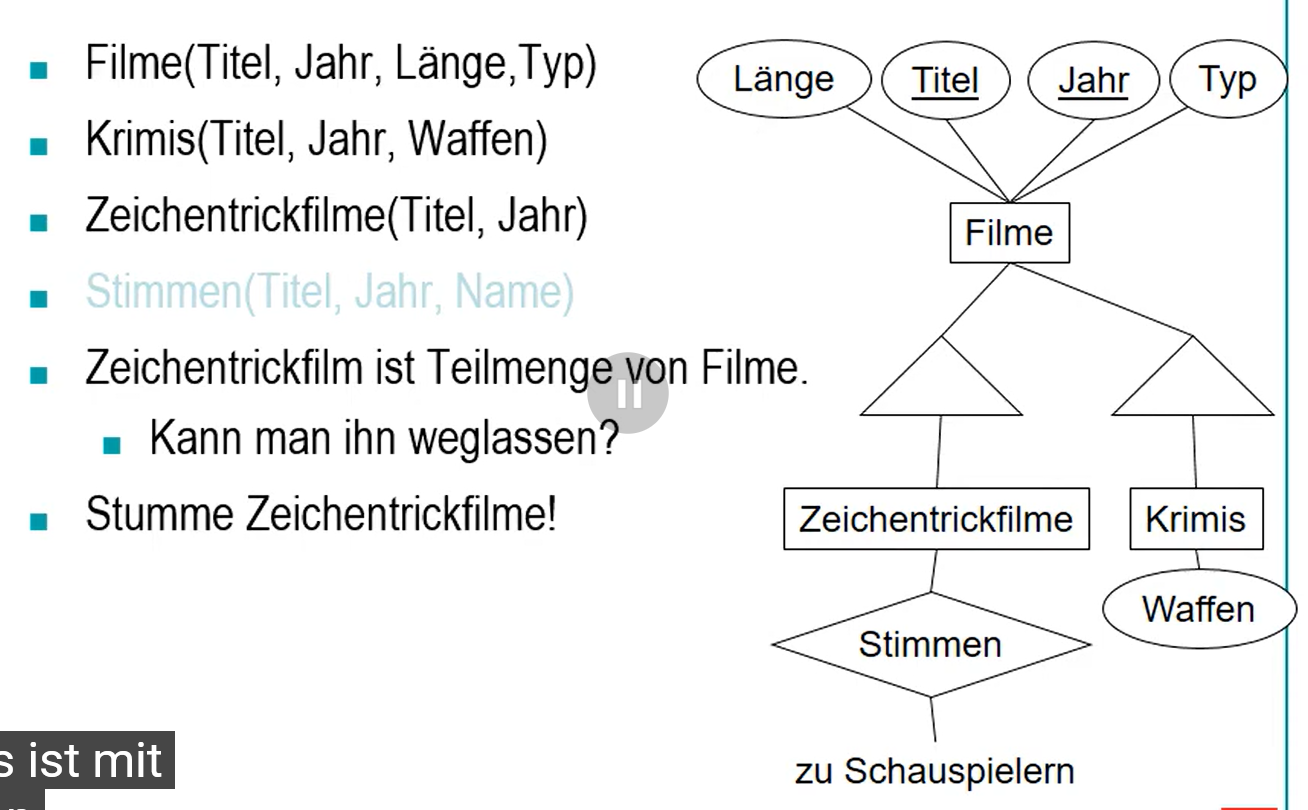 Filme(Titel, Jahr, Länge,Typ)
Krimis(Titel, Jahr, Waffen)
Zeichentrickfilme(Titel, Jahr)
Stimmen(Titel, Jahr, Name)
Zeichentrickfilm ist Teilmenge von Filme.
Kann man ihn weglassen?
Stumme Zeichentrickfilme!
Länge Titel Jahr Typ
Filme
Zeichentrickfilme Krimis
Waffen
Stimmen
zu Schauspielern
s ist mit